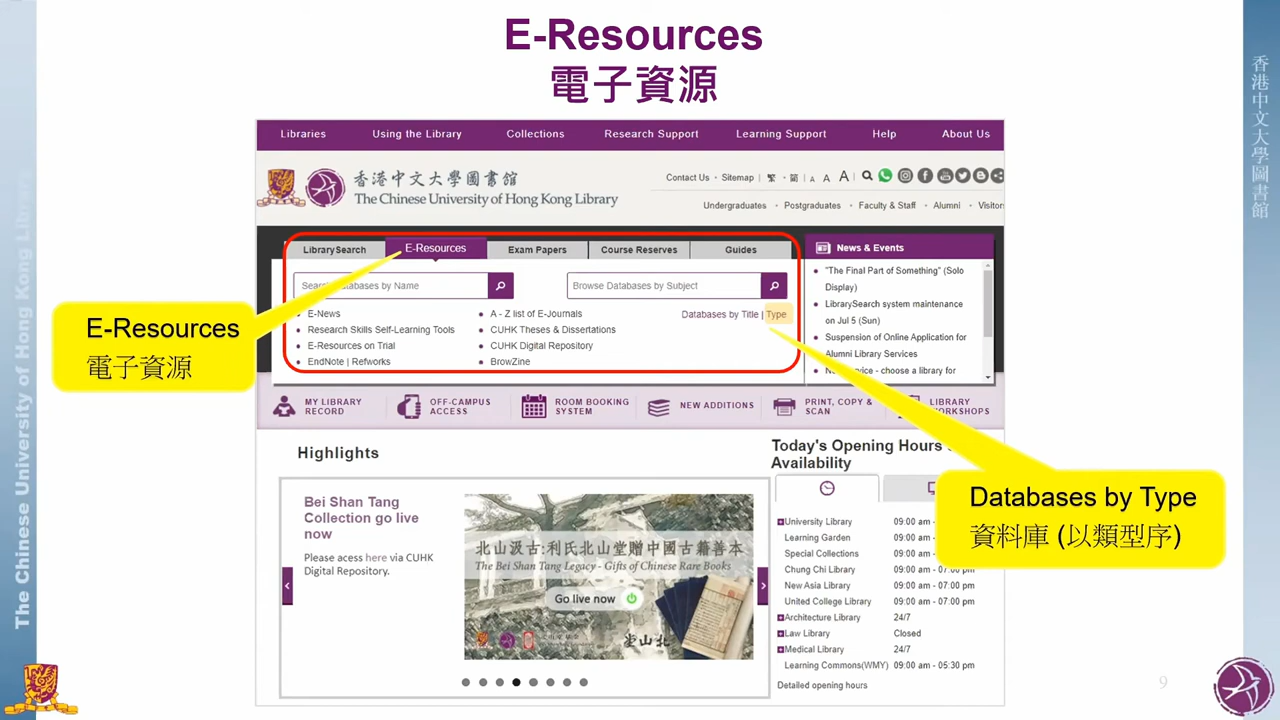 E-Resources
電子資源
Libraries Using the Library Collections Research Support Learning Support Help About Us
香港中文大學圖書館
The Chinese University of Hong Kong Library
Contact Us · Sitemap | 繁 · 简 | A A A
Undergraduates · Postgraduates · Faculty & Staff · Alumni · Visitors
LibrarySearch E-Resources Exam Papers Course Reserves Guides
Databases by Name
Browse Databases by Subject
E-News
Research Skills Self-Learning Tools
E-Resources on Trial
EndNote | Refworks
A - Z list of E-Journals
CUHK Theses & Dissertations
CUHK Digital Repository
BrowZine
Databases by Title | Type
News & Events
"The Final Part of Something" (Solo
Display)
LibrarySearch system maintenance
on Jul 5 (Sun)
Suspension of Online Application for
Alumni Library Services
service - choose a library for
E-Resources
電子資源
MY LIBRARY
RECORD
OFF-CAMPUS
ACCESS
ROOM BOOKING
SYSTEM
NEW ADDITIONS
PRINT, COPY &
SCAN
LIBRARY
Highlights
Bei Shan Tang
Collection go live
now
Please acess here via CUHK
Digital Repository.
北山汲古:利氏北山堂贈中國古籍善本
The Bei Shan Tang Legacy - Gifts of Chinese Rare Books
Go live now
Today's Opening Hours
Availability
University Library 09:00 am -
Learning Garden 09:00 am -
Special Collections 09:00 am -
Chung Chi Library 09:00 am - 07:00 pm
New Asia Library 09:00 am - 07:00 pm
United College Library 09:00 am - 07:00 pm
Architecture Library 24/7
Law Library Closed
Medical Library 24/7
Learning Commons(WMY) 09:00 am - 05:30 pm
Detailed opening hours
Databases by Type
資料庫 (以類型序)
The Chinese University of Hong Kong Library
香港中文大學圖書館
9